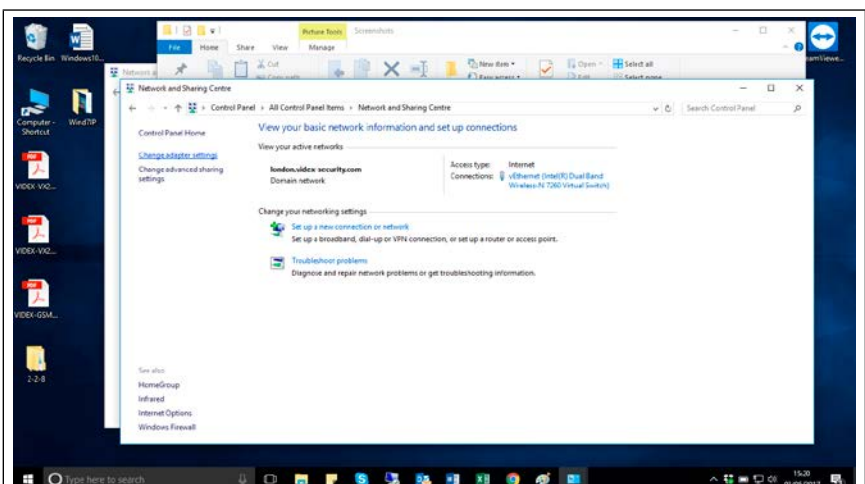 Picture Tools Screenshots
File Home Share View Manage
Recycle Bin Windows10...
Cut
New item
Open
Select all
Network and Sharing Centre
Control Panel > All Control Panel Items > Network and Sharing Centre
Search Control Panel
Computer - Shortcut
Control Panel Home
View your basic network information and set up connections
View your active networks
Change adapter settings
Change advanced sharing settings
london.videx-security.com
Domain network
Access type: Internet
Connections: vEthernet (Intel(R) Dual Band Wireless-N 7260 Virtual Switch)
VIDEX-VX2...
Change your networking settings
Set up a new connection or network
Set up a broadband, dial-up or VPN connection, or set up a router or access point.
Troubleshoot problems
Diagnose and repair network problems or get troubleshooting information.
VIDEX-VX2...
VIDEX-GSM...
2-2-8
See also
HomeGroup
Infrared
Internet Options
Windows Firewall
Type here to search
15:20